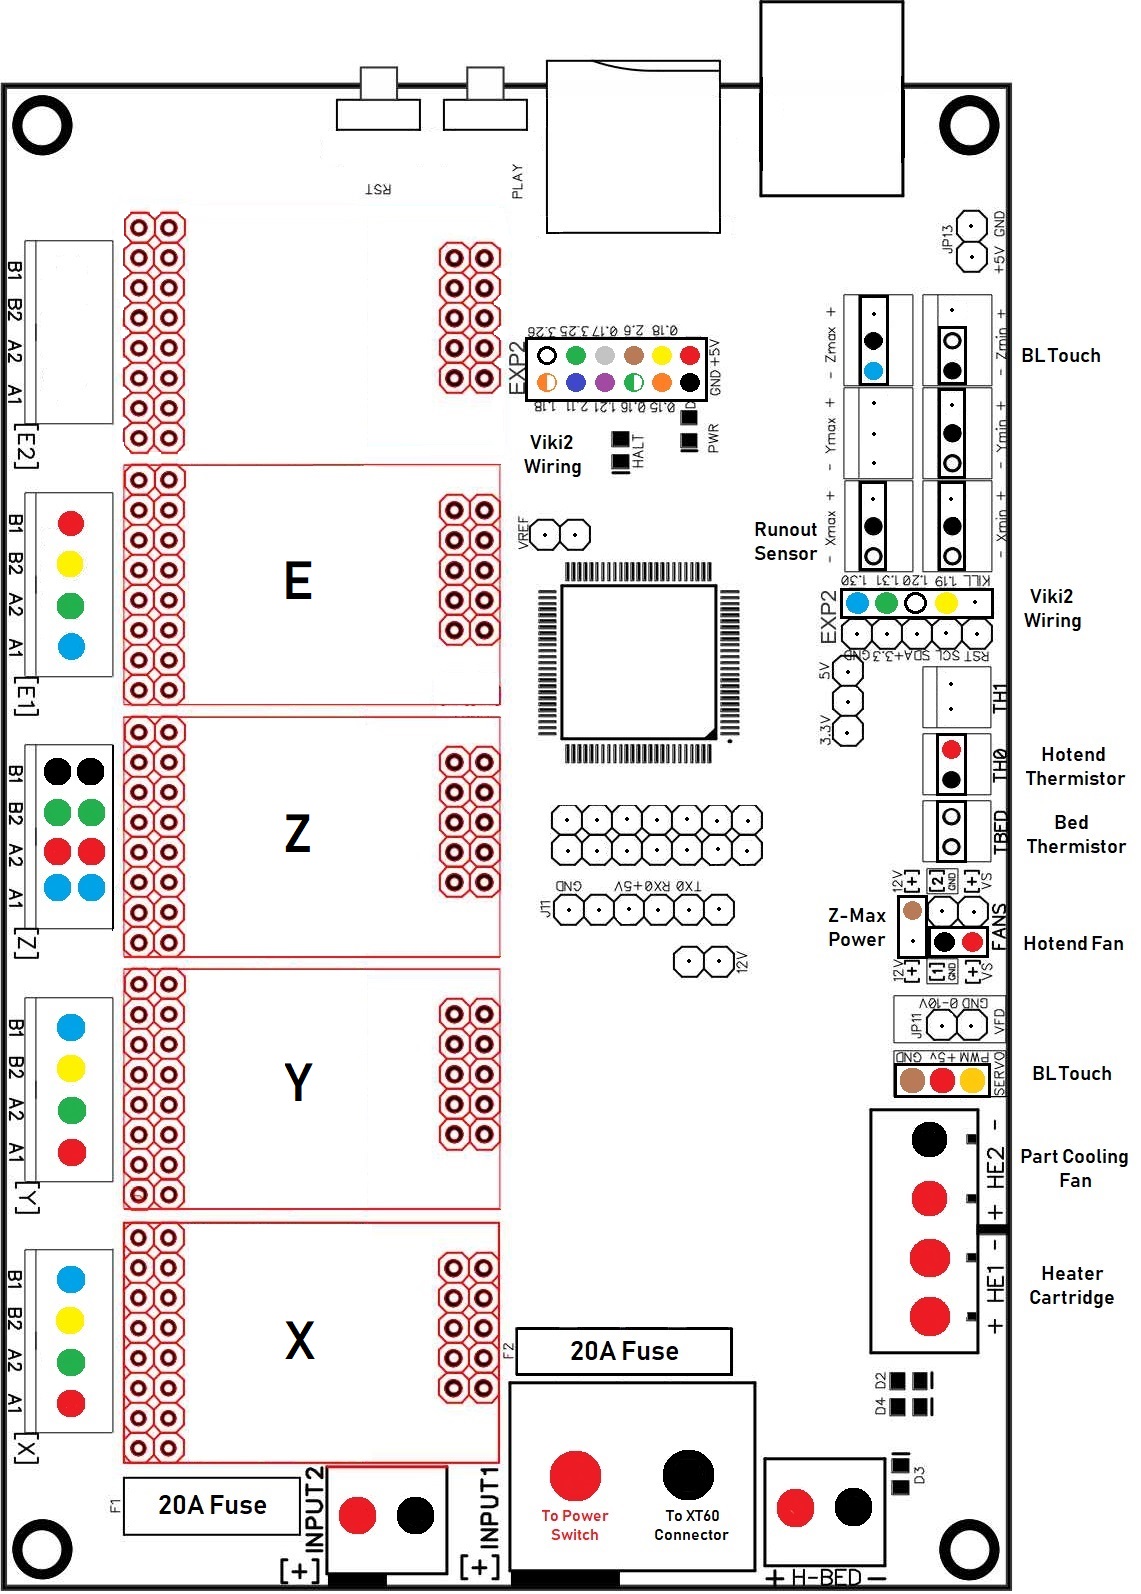 RST
PLAY
JP13
+5V GND
B1
B2
A2
A1
[E2]
EXP2
3.26
3.25
0.17
2.6
0.18
+5V
1.18
2.11
1.21
0.16
0.15
GND
D
Viki2
Wiring
HALT
PWR
- Zmax +
- Zmin +
BLTouch
- Ymax +
- Ymin +
Runout
Sensor
- Xmax +
- Xmin +
VREF
B1
B2
A2
A1
[E1]
E
1.30
1.31
1.20
1.19
KILL
EXP2
Viki2
Wiring
GND
+3.3
SDA
SCL
RST
5V
3.3V
TH1
TH0
Hotend
Thermistor
TBED
Bed
Thermistor
B1
B2
A2
A1
[Z]
Z
J11
GND
+5V
RX0
TX0
12V
12V
[+]
[2]
GND
[+]
VS
Z-Max
Power
FANS
Hotend Fan
12V
[+]
[1]
GND
[+]
VS
0-10V GND
JP11
VFD
GND
+5v
PWM
SERVO
BLTouch
B1
B2
A2
A1
[Y]
Y
+ HE2 -
Part Cooling
Fan
+ HE1 -
Heater
Cartridge
B1
B2
A2
A1
[X]
X
F2
20A Fuse
D2
D4
D3
F1
20A Fuse
INPUT2
[+]
INPUT1
[+]
To Power
Switch
To XT60
Connector
+ H-BED -